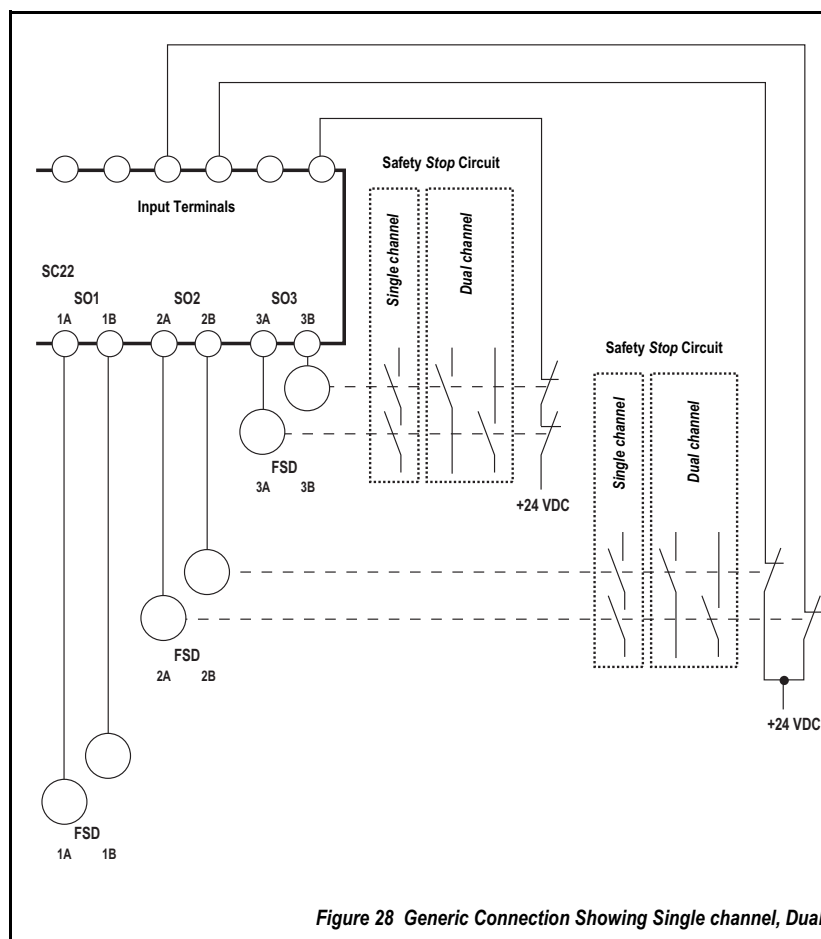 Safety Stop Circuit
Input Terminals
Single channel
Dual channel
SC22
SO1 SO2 SO3
1A 1B 2A 2B 3A 3B
Safety Stop Circuit
Single channel
Dual channel
FSD
3A 3B
+24 VDC
FSD
2A 2B
+24 VDC
FSD
1A 1B
Figure 28 Generic Connection Showing Single channel, Dual